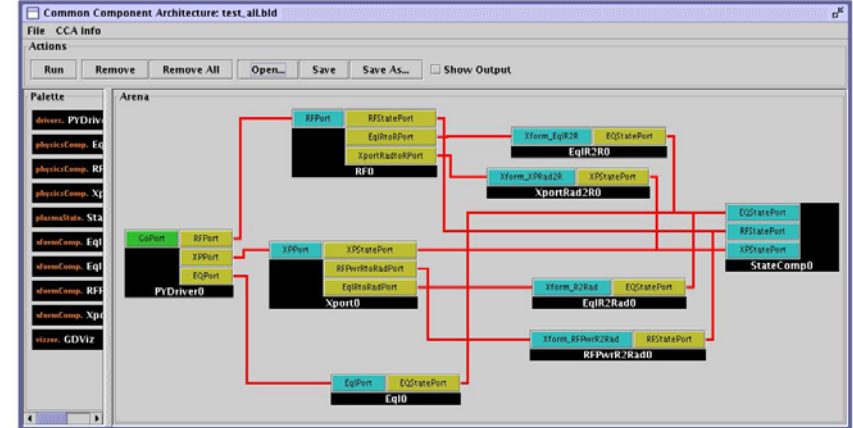 Common Component Architecture: test_all.bld
File CCA Info
Actions
Run Remove Remove All Open... Save Save As... Show Output
Palette
drivers. PYDriv
physicsComp. Eq
physicsComp. RF
physicsComp. Xp
plasmaState. Sta
xformComp. Eql
xformComp. Eql
xformComp. RFF
xformComp. Xpo
vizzer. GDViz
Arena
RFPort RFStatePort
EqlRtoRPort
XportRadtoRPort
RF0
Xform_EqlR2R EQStatePort
EqlR2R0
Xform_XPRad2R XPStatePort
XportRad2R0
EQStatePort
RFStatePort
XPStatePort
StateComp0
GoPort RFPort
XPPort
EQPort
PYDriver0
XPPort XPStatePort
RFPwrRtoRadPort
EqlRtoRadPort
Xport0
Xform_R2Rad EQStatePort
EqlR2Rad0
Xform_RFPwrR2Rad RFStatePort
RFPwrR2Rad0
EqlPort EQStatePort
Eql0